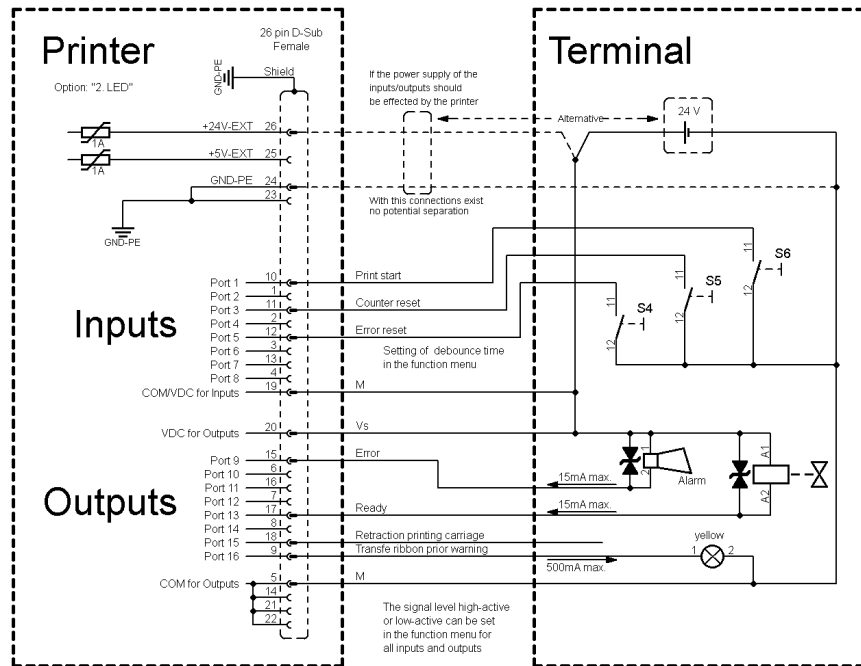 Printer
26 pin D-Sub
Female
Terminal
Option: "2. LED"
GND-PE
Shield
If the power supply of the
inputs/outputs should
be effected by the printer
Alternative
24 V
1A
+24V-EXT
26
1A
+5V-EXT
25
GND-PE
24
23
GND-PE
With this connections exist
no potential separation
Inputs
Port 1
10
Print start
Port 2
1
Port 3
11
Counter reset
Port 4
2
Port 5
12
Error reset
Port 6
3
Port 7
13
Port 8
4
COM/VDC for Inputs
19
M
Setting of debounce time
in the function menu
11
12
S4
11
12
S5
11
12
S6
VDC for Outputs
20
Vs
Outputs
Port 9
15
Error
Port 10
6
Port 11
16
Port 12
7
Port 13
17
Ready
Port 14
8
Port 15
18
Retraction printing carriage
Port 16
9
Transfe ribbon prior warning
COM for Outputs
5
M
14
21
22
15mA max.
15mA max.
500mA max.
1
2
Alarm
A1
A2
yellow
1
2
The signal level high-active
or low-active can be set
in the function menu for
all inputs and outputs